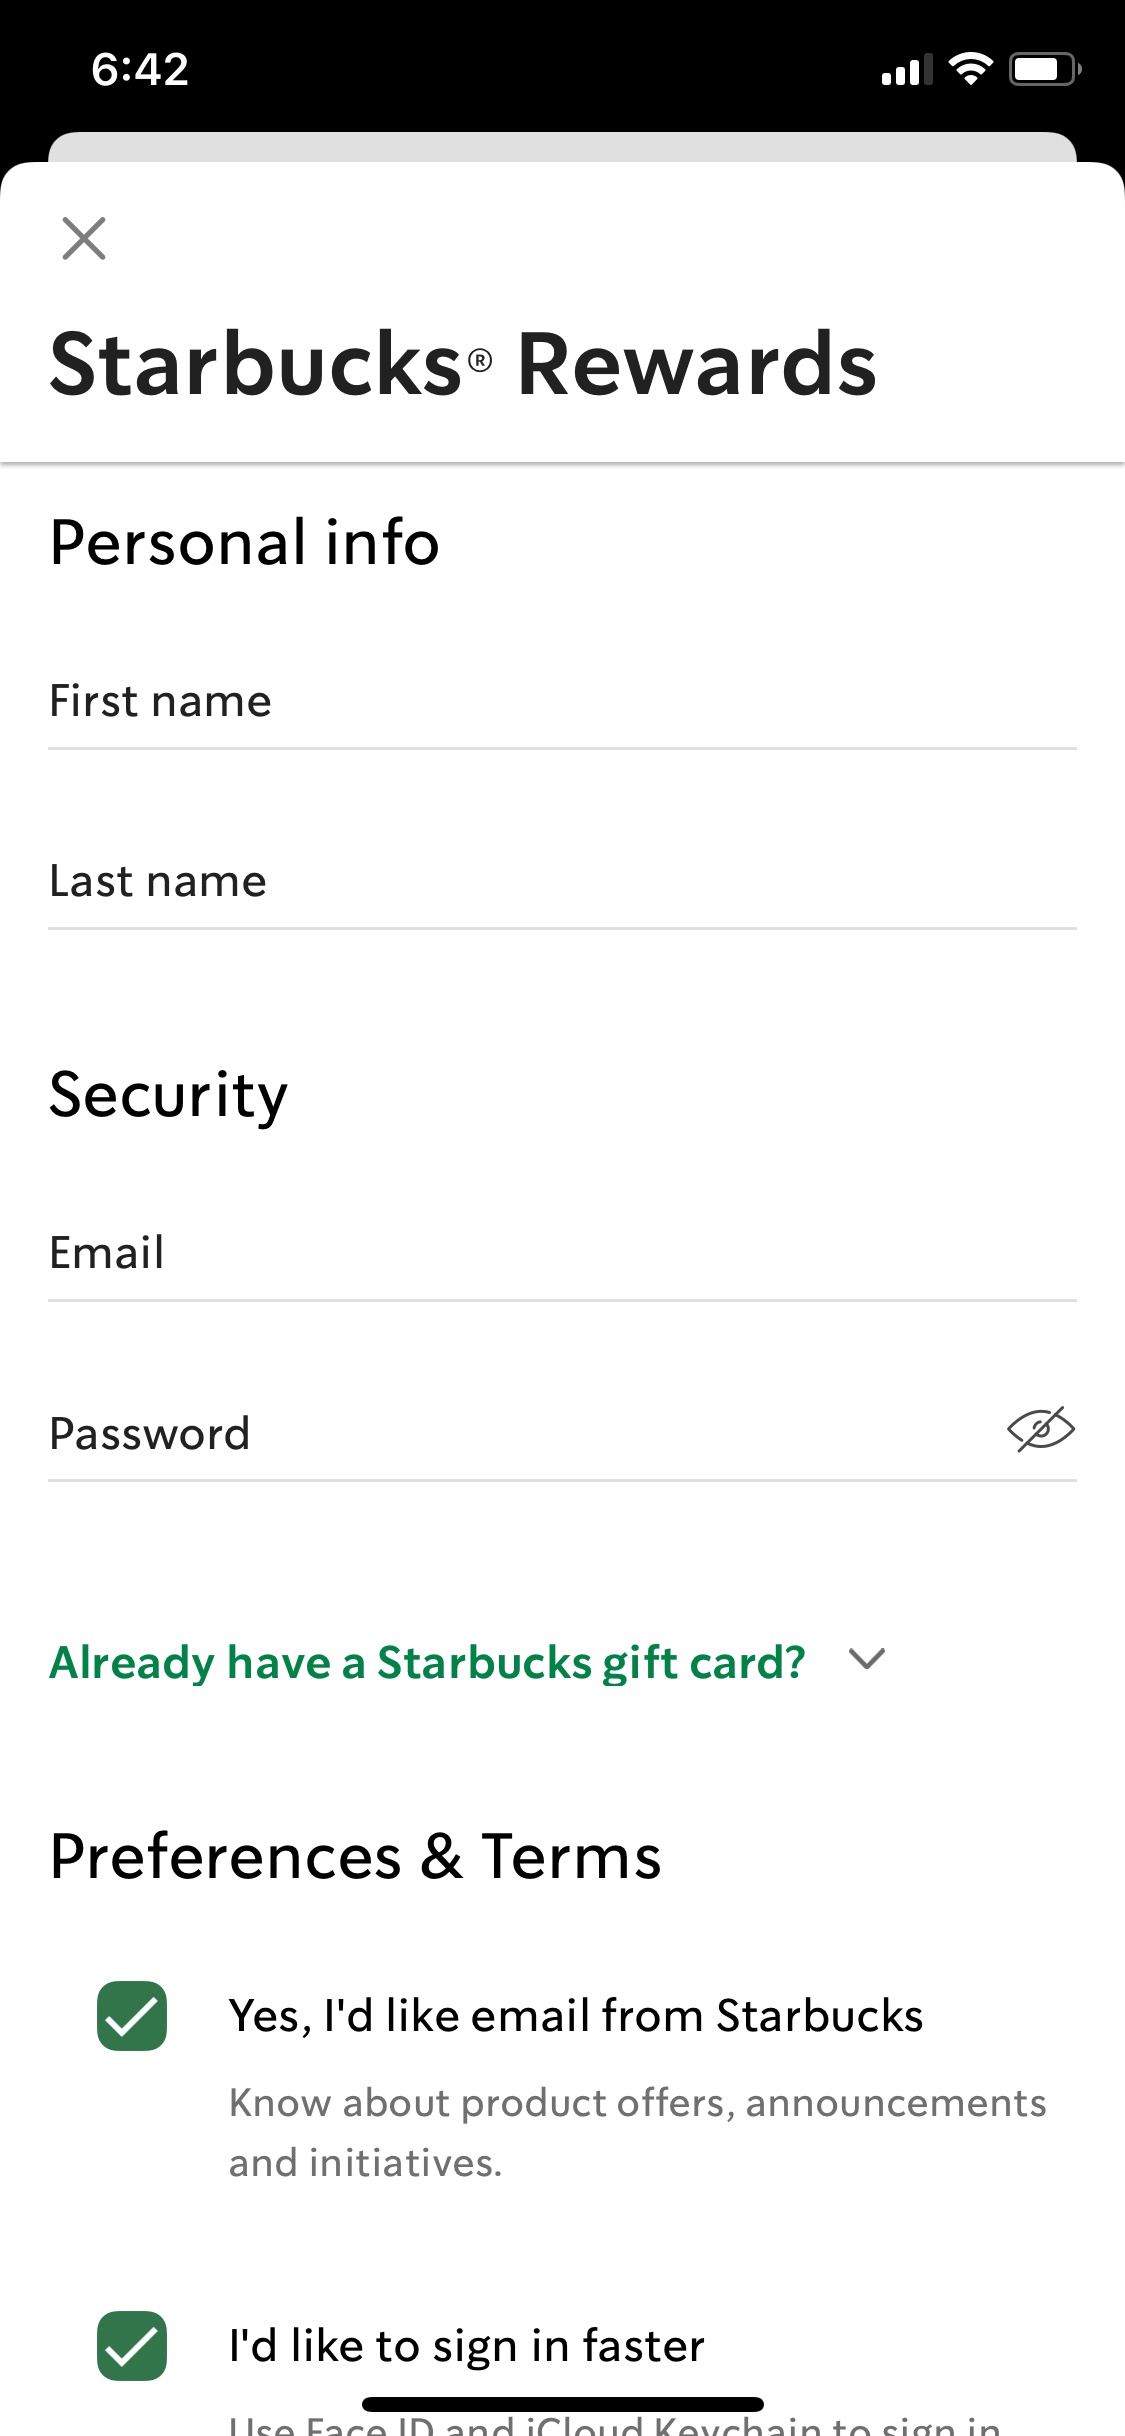 6:42
Starbucks® Rewards
Personal info
First name
Last name
Security
Email
Password
Already have a Starbucks gift card?
Preferences & Terms
Yes, I'd like email from Starbucks
Know about product offers, announcements
and initiatives.
I'd like to sign in faster
Use Face ID and iCloud Keychain to sign in